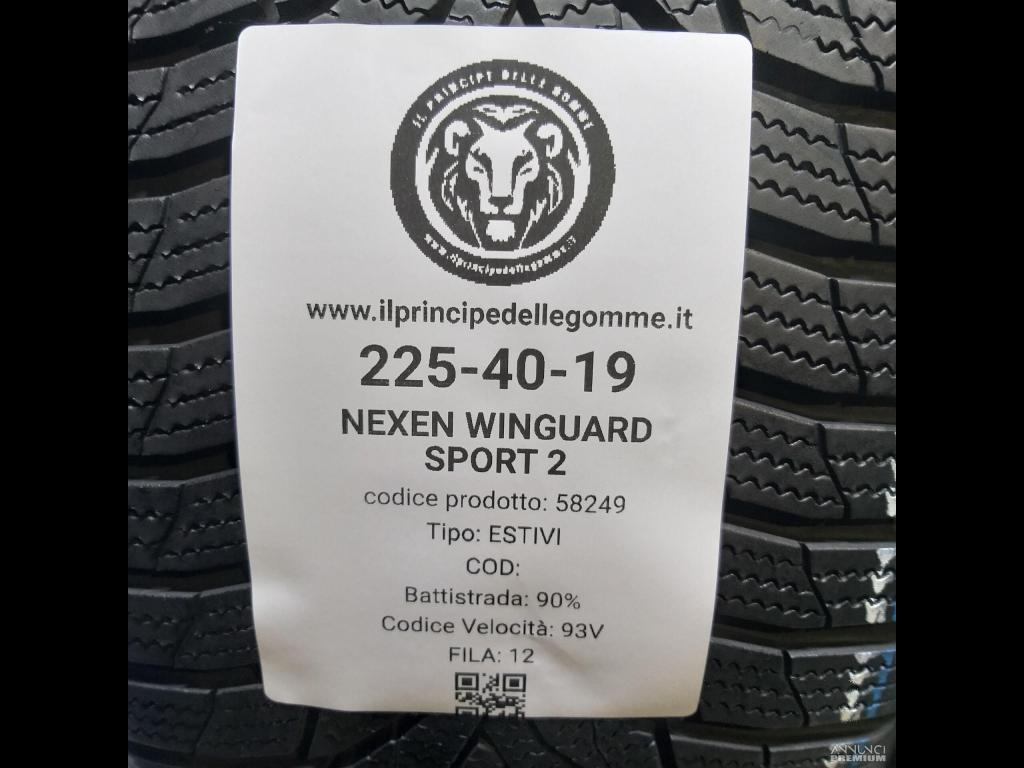 IL PRINCIPE DELLE GOMME
www.ilprincipedellegomme.it
www.ilprincipedellegomme.it
225-40-19
NEXEN WINGUARD
SPORT 2
codice prodotto: 58249
Tipo: ESTIVI
COD:
Battistrada: 90%
Codice Velocità: 93V
FILA: 12
ANNUNCI
PREMIUM